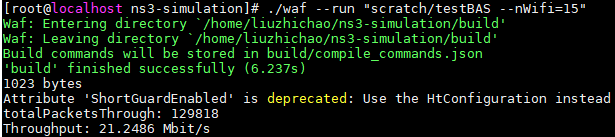 [root@localhost ns3-simulation]# ./waf --run "scratch/testBAS --nWifi=15"
Waf: Entering directory `/home/liuzhichao/ns3-simulation/build'
Waf: Leaving directory `/home/liuzhichao/ns3-simulation/build'
Build commands will be stored in build/compile_commands.json
'build' finished successfully (6.237s)
1023 bytes
Attribute 'ShortGuardEnabled' is deprecated: Use the HtConfiguration instead
totalPacketsThrough: 129818
Throughput: 21.2486 Mbit/s